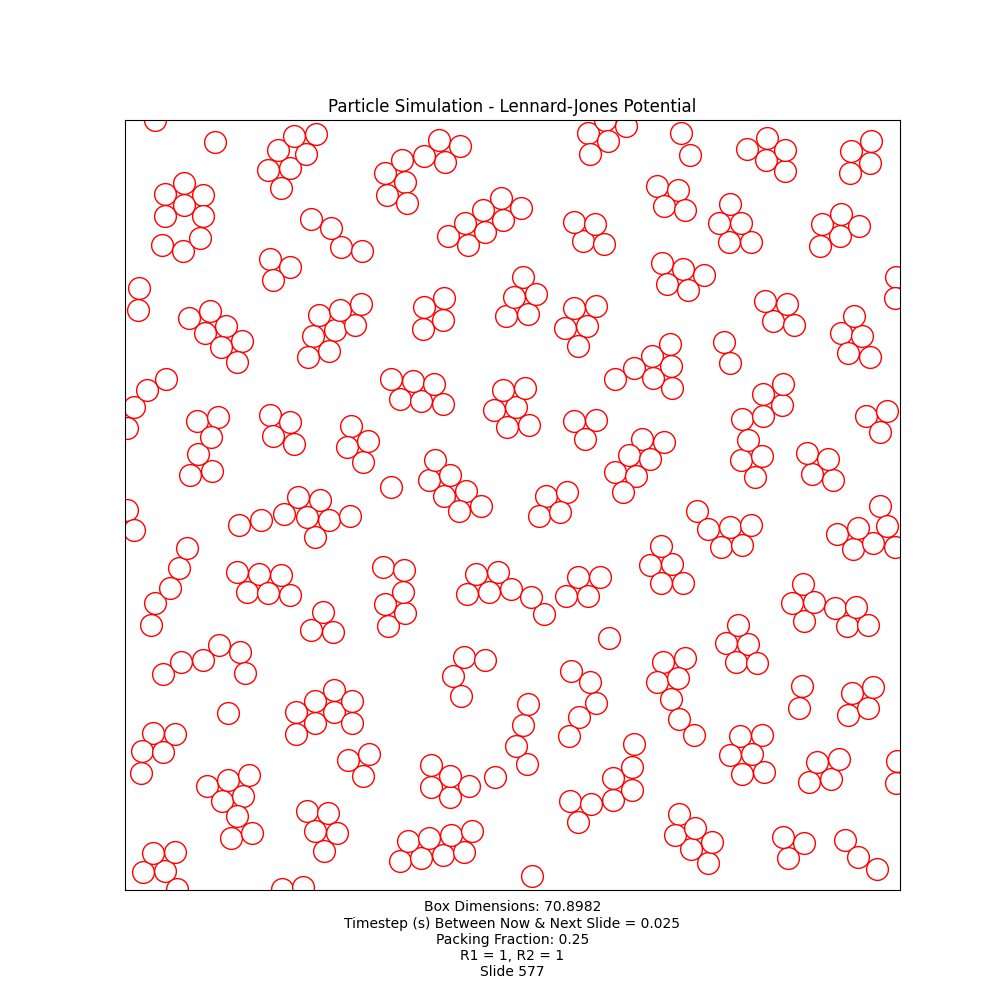 Particle Simulation - Lennard-Jones Potential
Box Dimensions: 70.8982
Timestep (s) Between Now & Next Slide = 0.025
Packing Fraction: 0.25
R1 = 1, R2 = 1
Slide 577